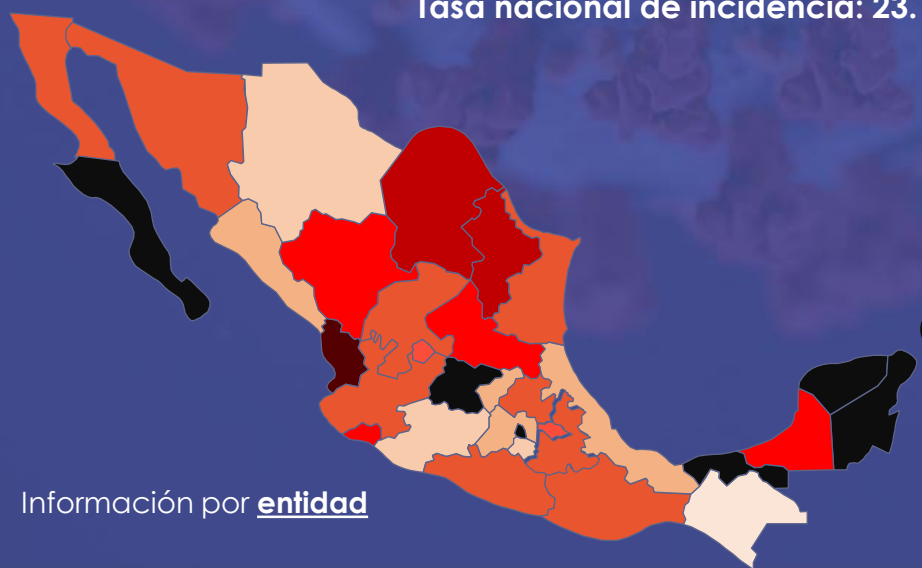 Tasa nacional de incidencia: 23.
Información por entidad